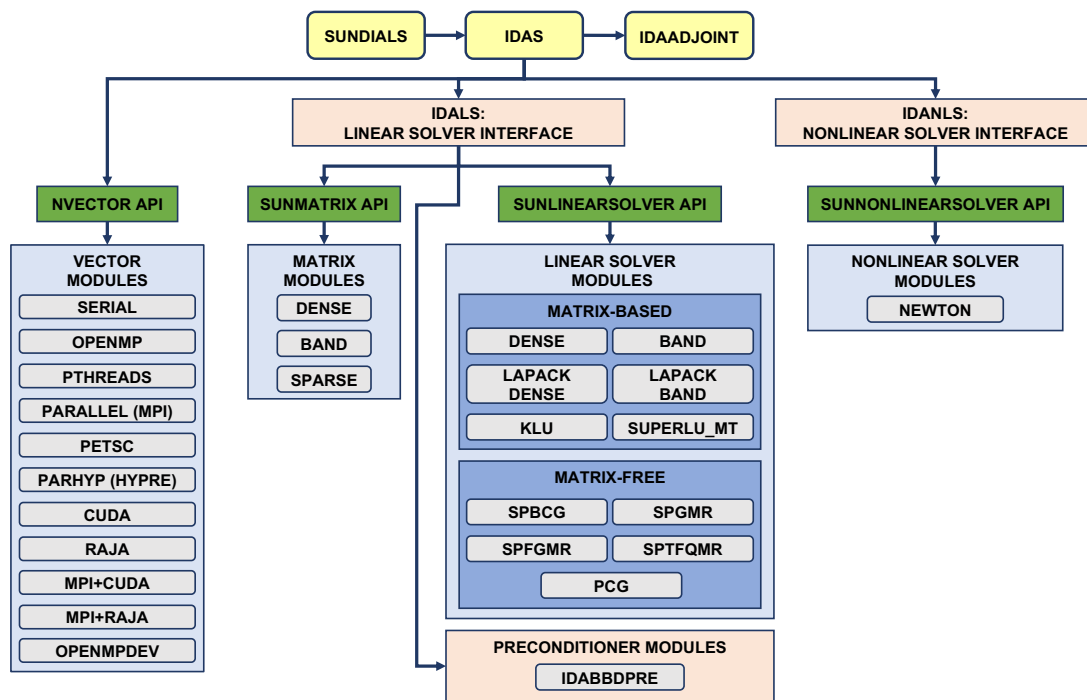 SUNDIALS
IDAS
IDAADJOINT
IDALS:
LINEAR SOLVER INTERFACE
IDANLS:
NONLINEAR SOLVER INTERFACE
NVECTOR API
SUNMATRIX API
SUNLINEARSOLVER API
SUNNONLINEARSOLVER API
VECTOR
MODULES
SERIAL
OPENMP
PTHREADS
PARALLEL (MPI)
PETSC
PARHYP (HYPRE)
CUDA
RAJA
MPI+CUDA
MPI+RAJA
OPENMPDEV
MATRIX
MODULES
DENSE
BAND
SPARSE
LINEAR SOLVER
MODULES
MATRIX-BASED
DENSE
BAND
LAPACK
DENSE
LAPACK
BAND
KLU
SUPERLU_MT
MATRIX-FREE
SPBCG
SPGMR
SPFGMR
SPTFQMR
PCG
PRECONDITIONER MODULES
IDABBDPRE
NONLINEAR SOLVER
MODULES
NEWTON